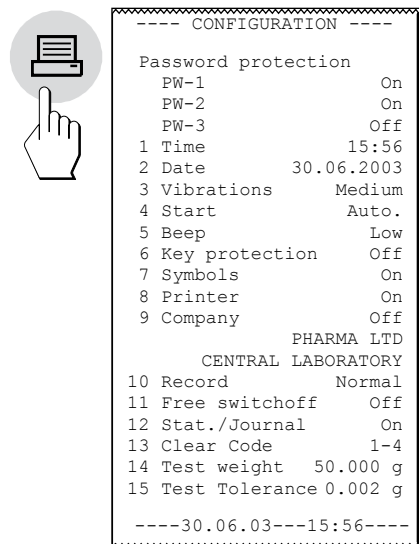 ---- CONFIGURATION ----
Password protection
PW-1 On
PW-2 On
PW-3 Off
1 Time 15:56
2 Date 30.06.2003
3 Vibrations Medium
4 Start Auto.
5 Beep Low
6 Key protection Off
7 Symbols On
8 Printer On
9 Company Off
PHARMA LTD
CENTRAL LABORATORY
10 Record Normal
11 Free switchoff Off
12 Stat./Journal On
13 Clear Code 1-4
14 Test weight 50.000 g
15 Test Tolerance 0.002 g
----30.06.03---15:56----